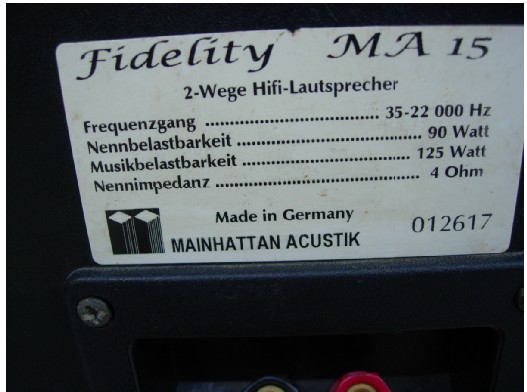 Fidelity MA 15
2-Wege Hifi-Lautsprecher
Frequenzgang ................................ 35-22 000 Hz
Nennbelastbarkeit .................................. 90 Watt
Musikbelastbarkeit ............................... 125 Watt
Nennimpedanz ....................................... 4 Ohm
Made in Germany
MAINHATTAN ACUSTIK
012617